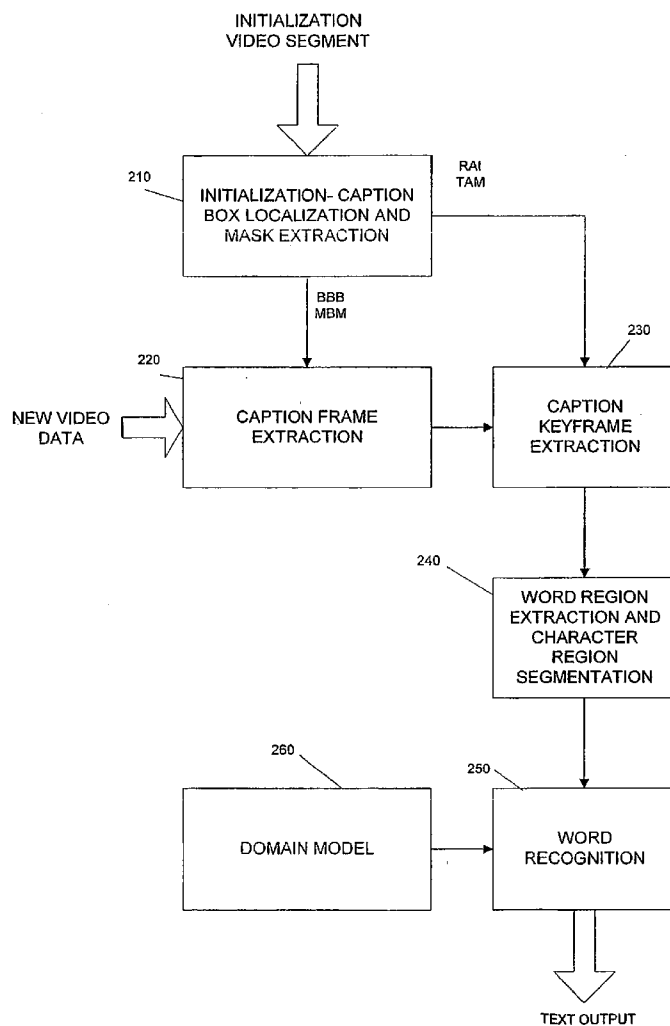 INITIALIZATION
VIDEO SEGMENT
210
INITIALIZATION- CAPTION
BOX LOCALIZATION AND
MASK EXTRACTION
RAI
TAM
BBB
MBM
220
230
NEW VIDEO
DATA
CAPTION FRAME
EXTRACTION
CAPTION
KEYFRAME
EXTRACTION
240
WORD REGION
EXTRACTION AND
CHARACTER
REGION
SEGMENTATION
260
250
DOMAIN MODEL
WORD
RECOGNITION
TEXT OUTPUT